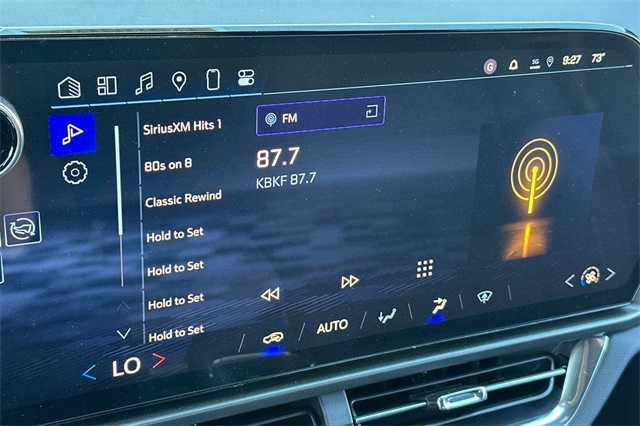 G 5G 9:27 73°
SiriusXM Hits 1
FM
80s on 8
87.7
KBKF 87.7
Classic Rewind
Hold to Set
Hold to Set
Hold to Set
Hold to Set
AUTO
LO